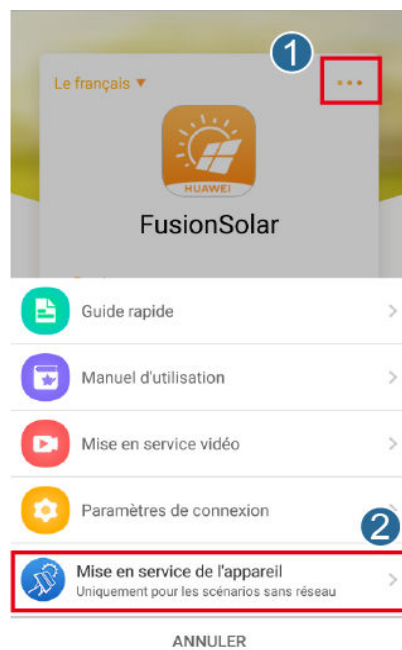 1
Le français ▼
HUAWEI
FusionSolar
Guide rapide
Manuel d'utilisation
Mise en service vidéo
Paramètres de connexion
2
Mise en service de l'appareil
Uniquement pour les scénarios sans réseau
ANNULER